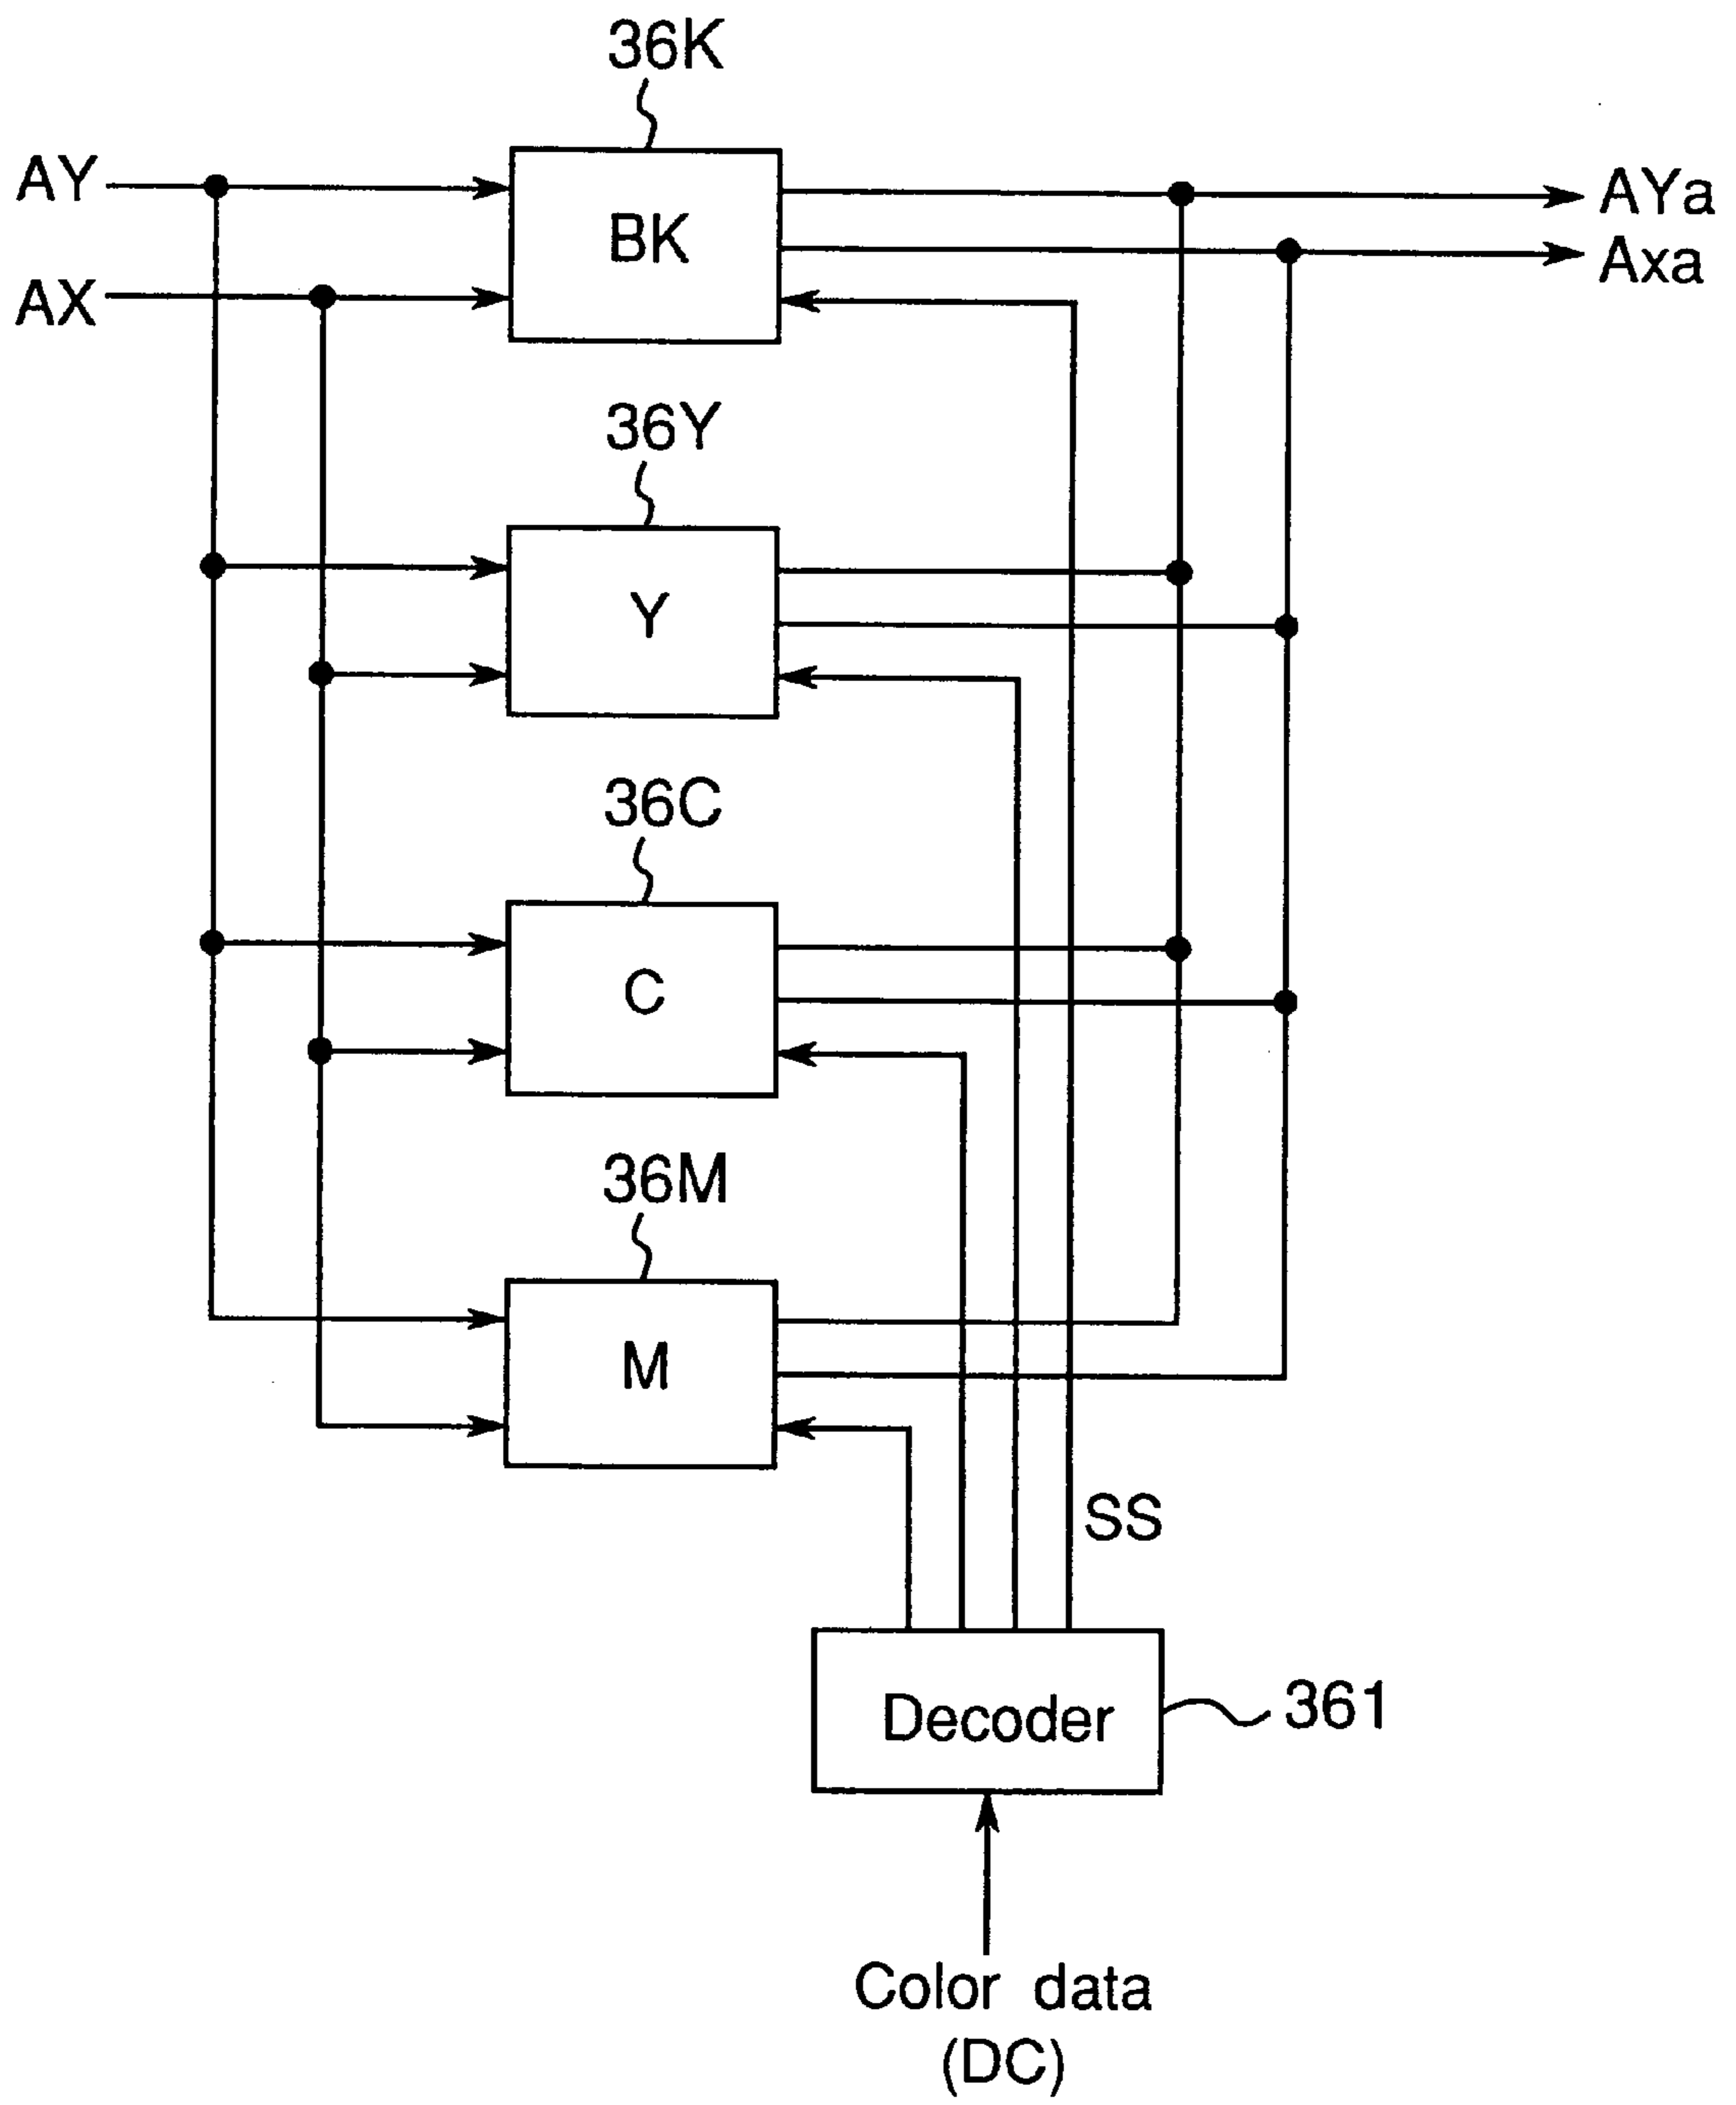 36K
AY
BK
AYa
Axa
AX
36Y
Y
36C
C
36M
M
SS
Decoder
361
Color data
(DC)